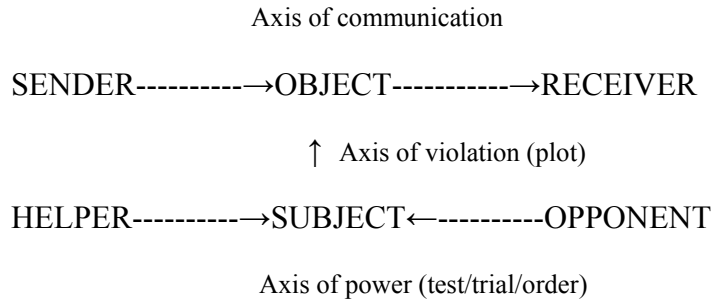 Axis of communication
SENDER----------→OBJECT-----------→RECEIVER
↑ Axis of violation (plot)
HELPER----------→SUBJECT←----------OPPONENT
Axis of power (test/trial/order)